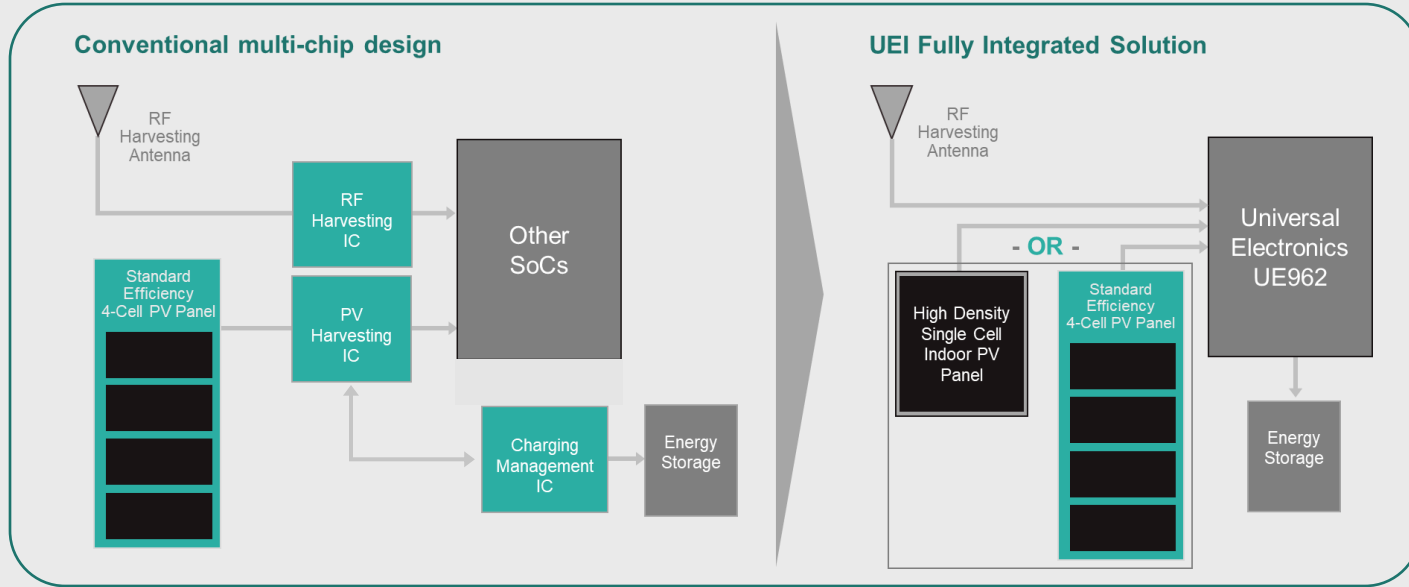 Conventional multi-chip design
RF
Harvesting
Antenna
RF
Harvesting
IC
Other
SoCs
Standard
Efficiency
4-Cell PV Panel
PV
Harvesting
IC
Charging
Management
IC
Energy
Storage
UEI Fully Integrated Solution
RF
Harvesting
Antenna
Universal
Electronics
UE962
- OR -
High Density
Single Cell
Indoor PV
Panel
Standard
Efficiency
4-Cell PV Panel
Energy
Storage